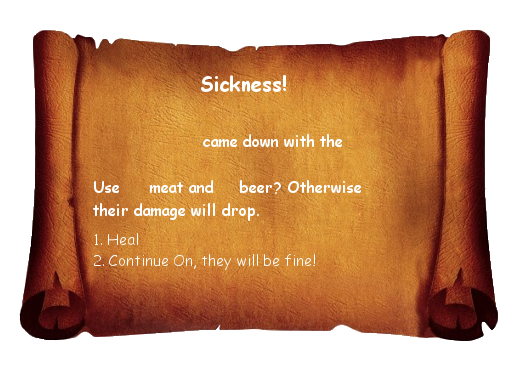 Sickness!
came down with the
Use meat and beer? Otherwise
their damage will drop.
1. Heal
2. Continue On, they will be fine!